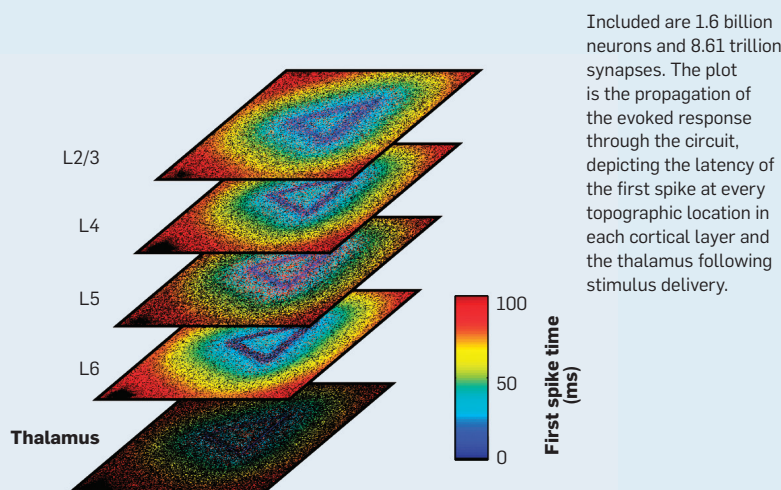 Included are 1.6 billion
neurons and 8.61 trillion
synapses. The plot
is the propagation of
the evoked response
through the circuit,
depicting the latency of
the first spike at every
topographic location in
each cortical layer and
the thalamus following
stimulus delivery.
L2/3
L4
L5
L6
Thalamus
100
50
0
First spike time
(ms)